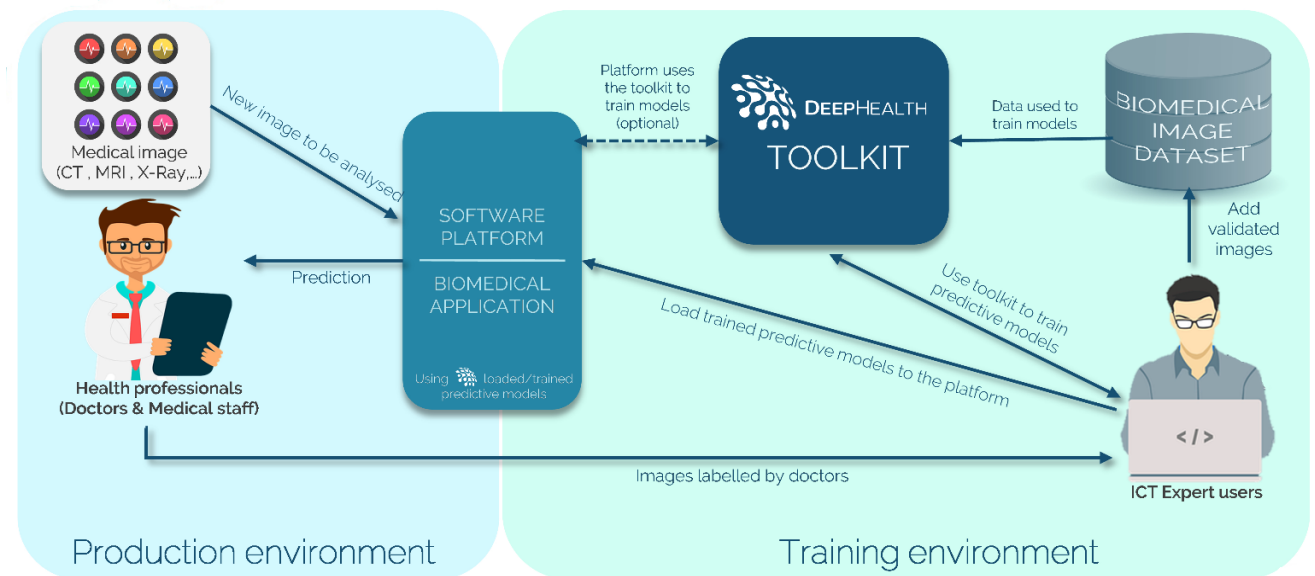 Medical image
(CT , MRI , X-Ray,...)
New image to be analysed
Prediction
Health professionals
(Doctors & Medical staff)
SOFTWARE
PLATFORM
BIOMEDICAL
APPLICATION
Using loaded/trained
predictive models
Platform uses
the toolkit to
train models
(optional)
DEEPHEALTH
TOOLKIT
Data used to
train models
BIOMEDICAL
IMAGE
DATASET
Add
validated
images
Use toolkit to train
predictive models
Load trained predictive models to the platform
Images labelled by doctors
</>
ICT Expert users
Production environment
Training environment